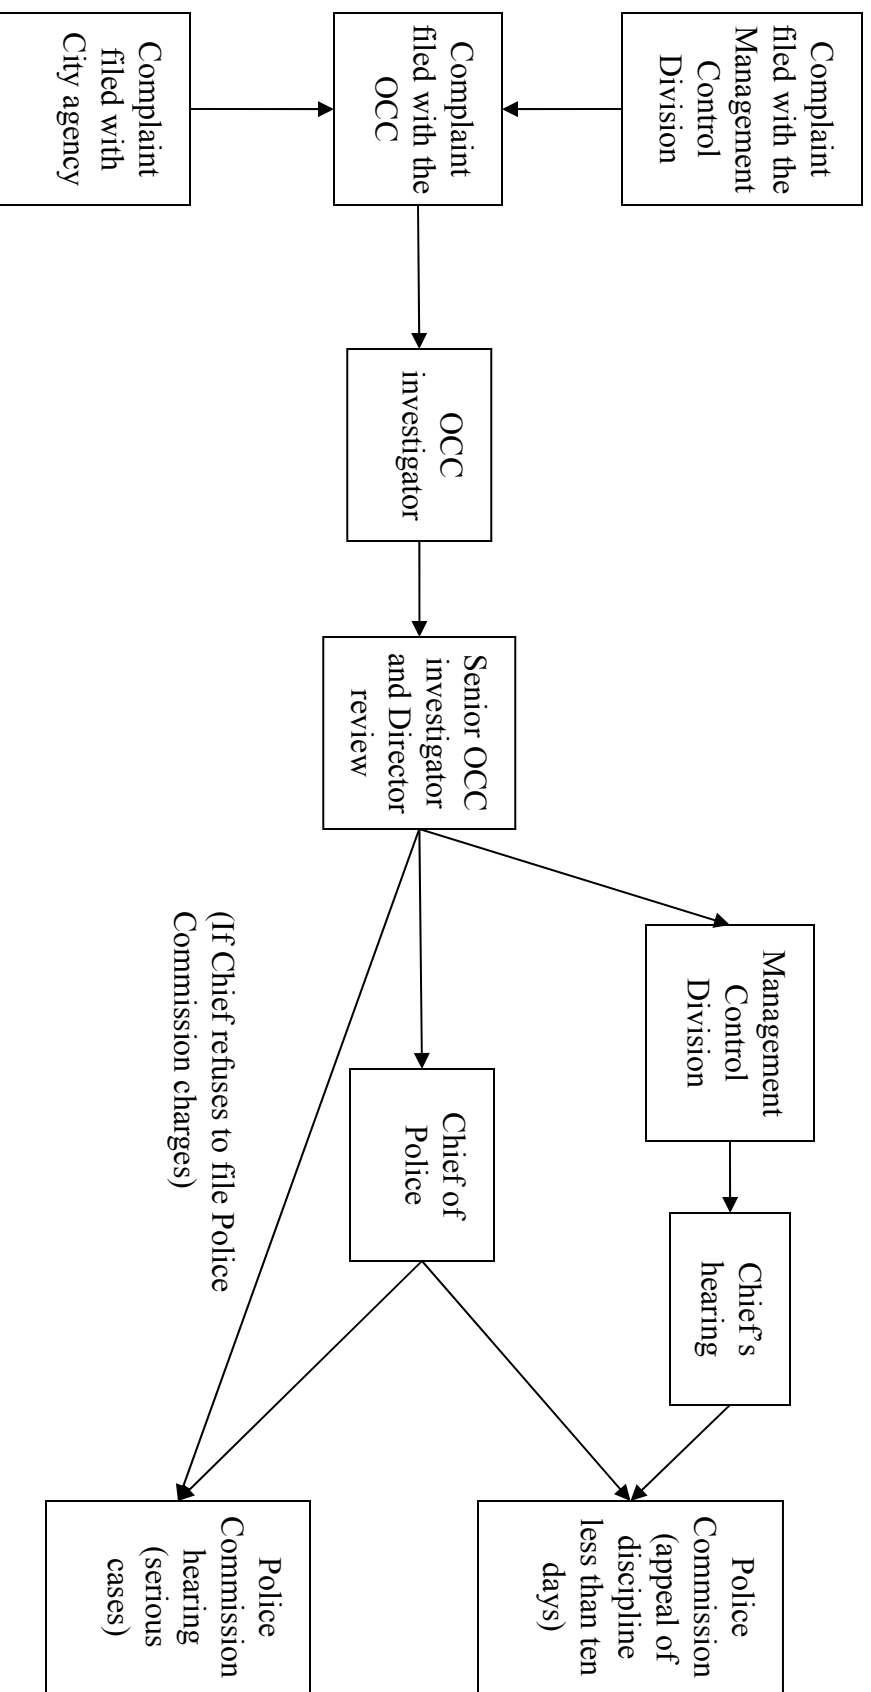 Complaint
filed with the
Management
Control
Division
Complaint
filed with the
OCC
Complaint
filed with
City agency
OCC
investigator
Senior OCC
investigator
and Director
review
Management
Control
Division
Chief's
hearing
Chief of
Police
(If Chief refuses to file Police
Commission charges)
Police
Commission
(appeal of
discipline
less than ten
days)
Police
Commission
hearing
(serious
cases)